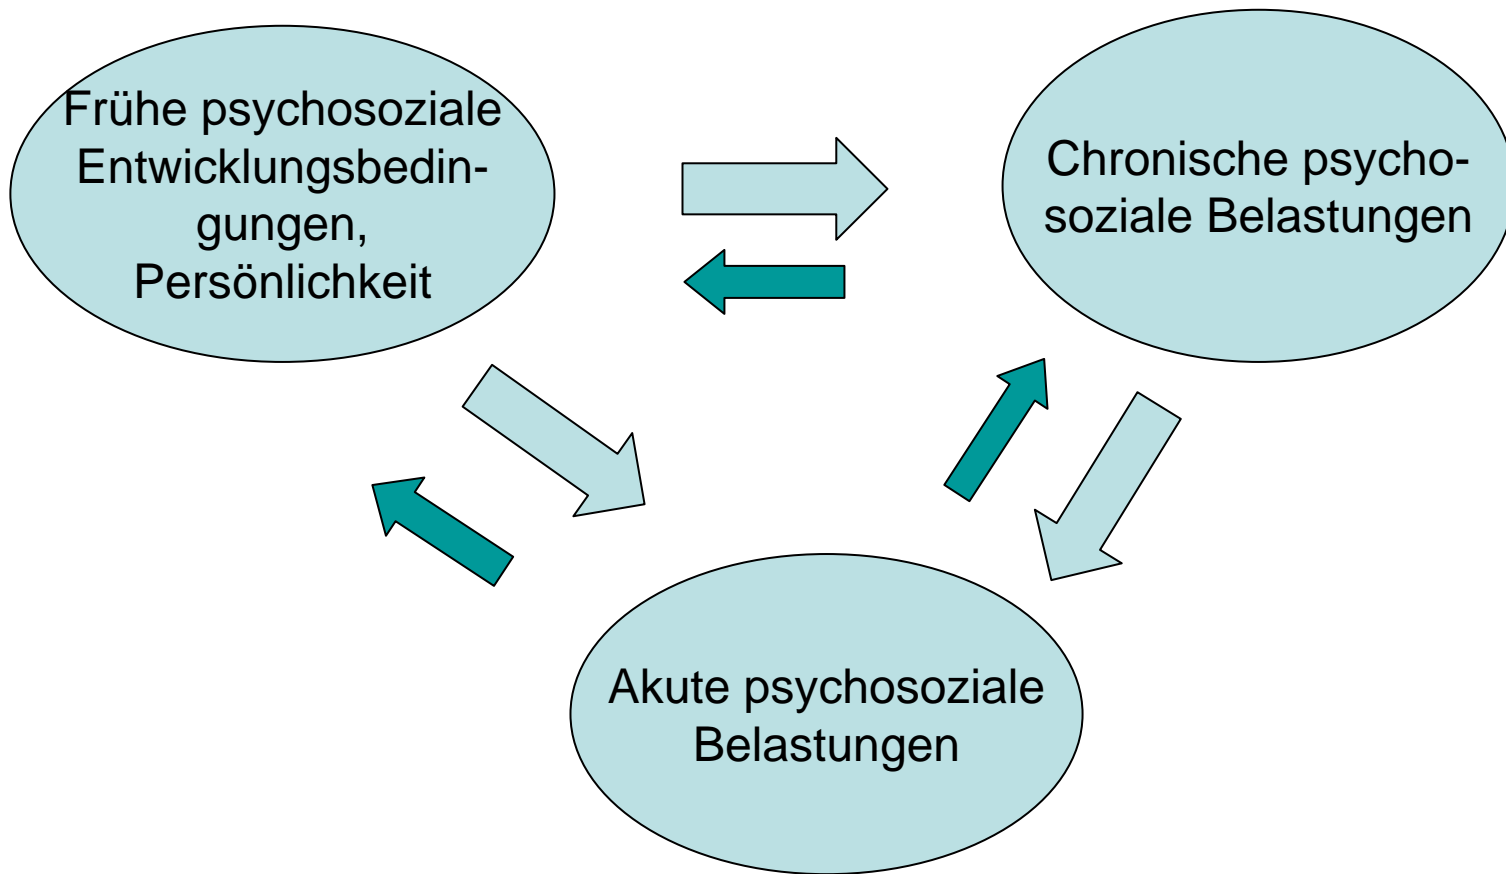 Frühe psychosoziale
Entwicklungsbedin-
gungen,
Persönlichkeit
Chronische psycho-
soziale Belastungen
Akute psychosoziale
Belastungen